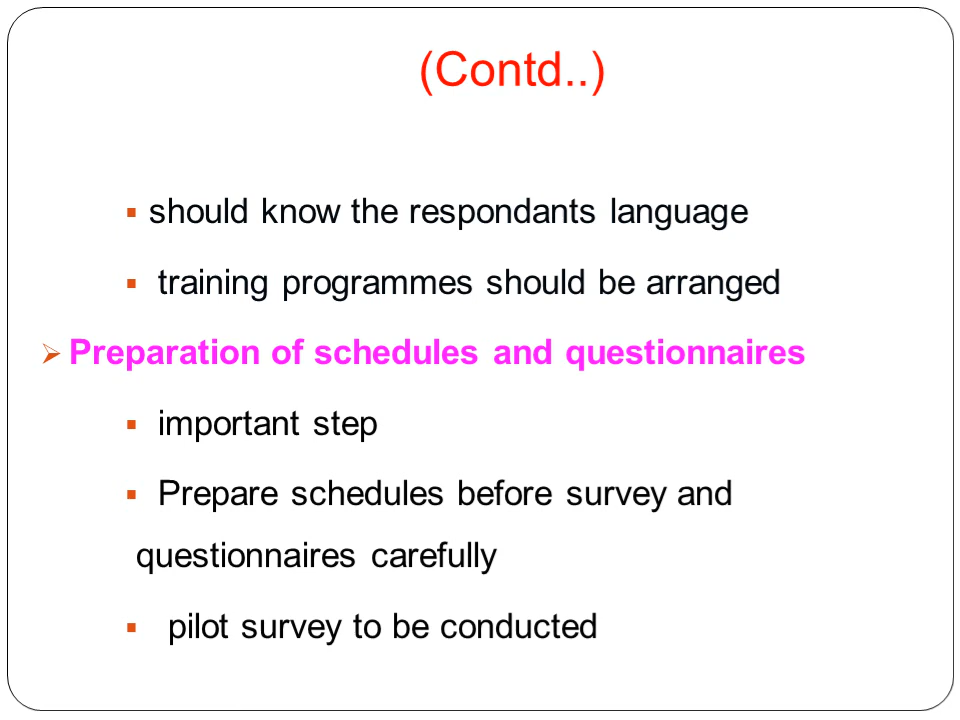 (Contd..)
▪ should know the respondants language
▪ training programmes should be arranged
➢ Preparation of schedules and questionnaires
▪ important step
▪ Prepare schedules before survey and
questionnaires carefully
▪ pilot survey to be conducted